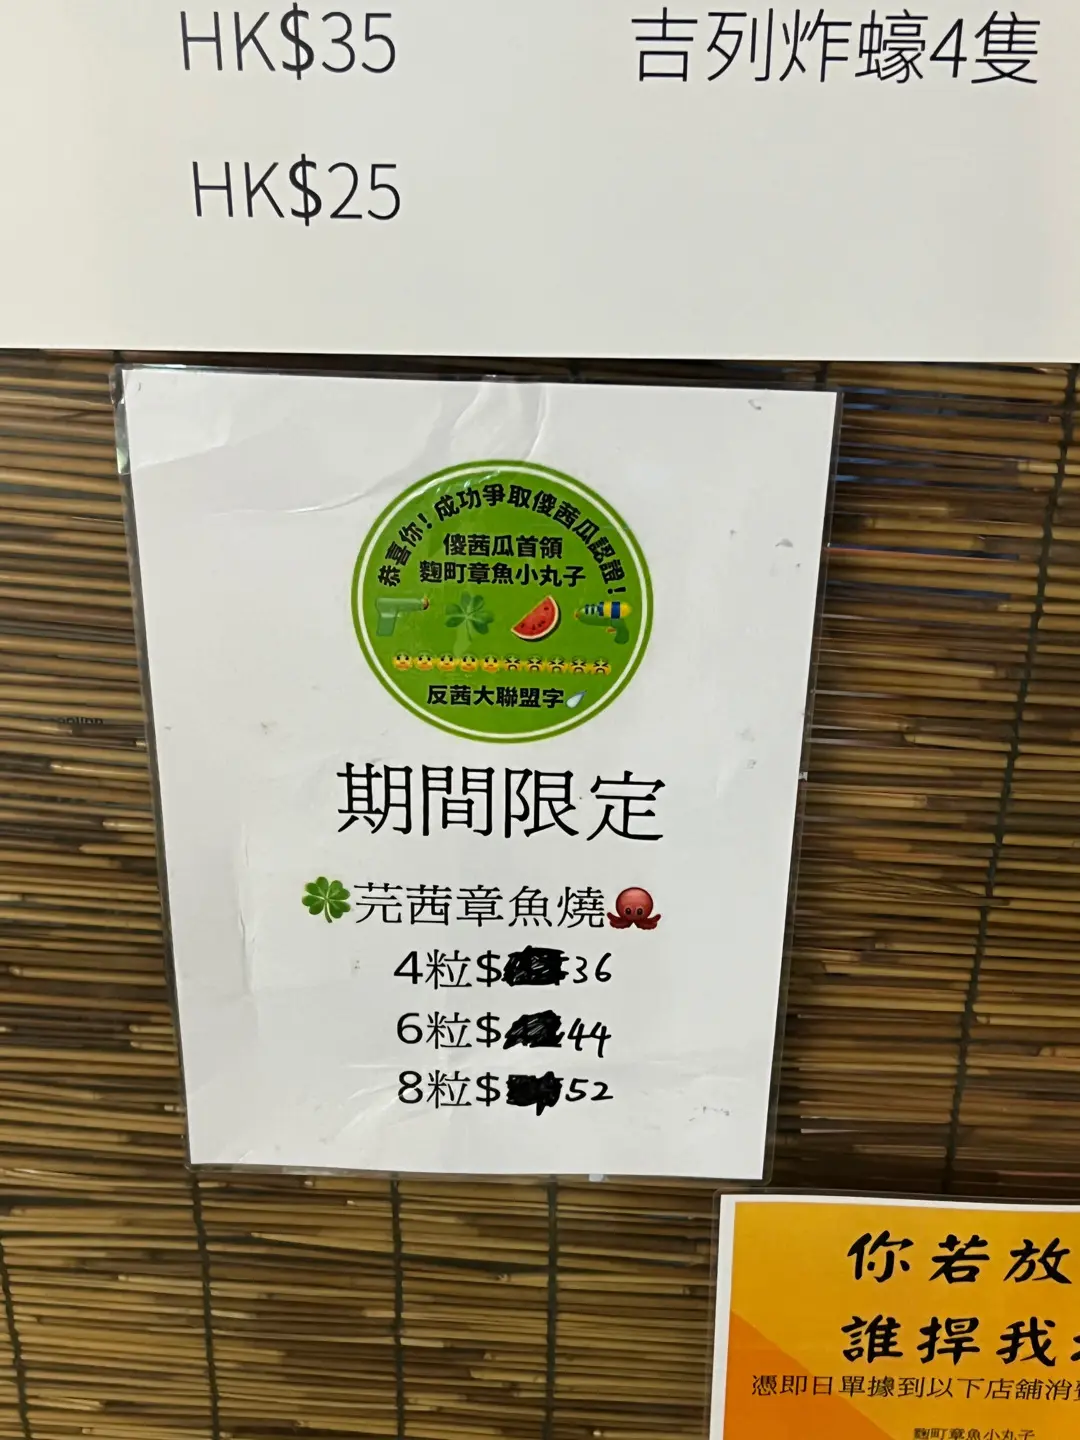 HK$35
吉列炸蠔4隻
HK$25
恭喜你！成功爭取傻茜瓜認證！
傻茜瓜首領
麴町章魚小丸子
反茜大聯盟字
期間限定
芫茜章魚燒
4粒$36
6粒$44
8粒$52
你若放
誰捍我
憑即日單據到以下店舖消
麴町章魚小丸子